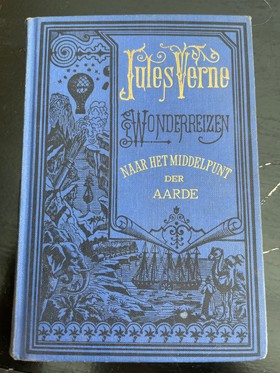 Jules Verne
Wonderreizen
NAAR HET MIDDELPUNT
DER
AARDE